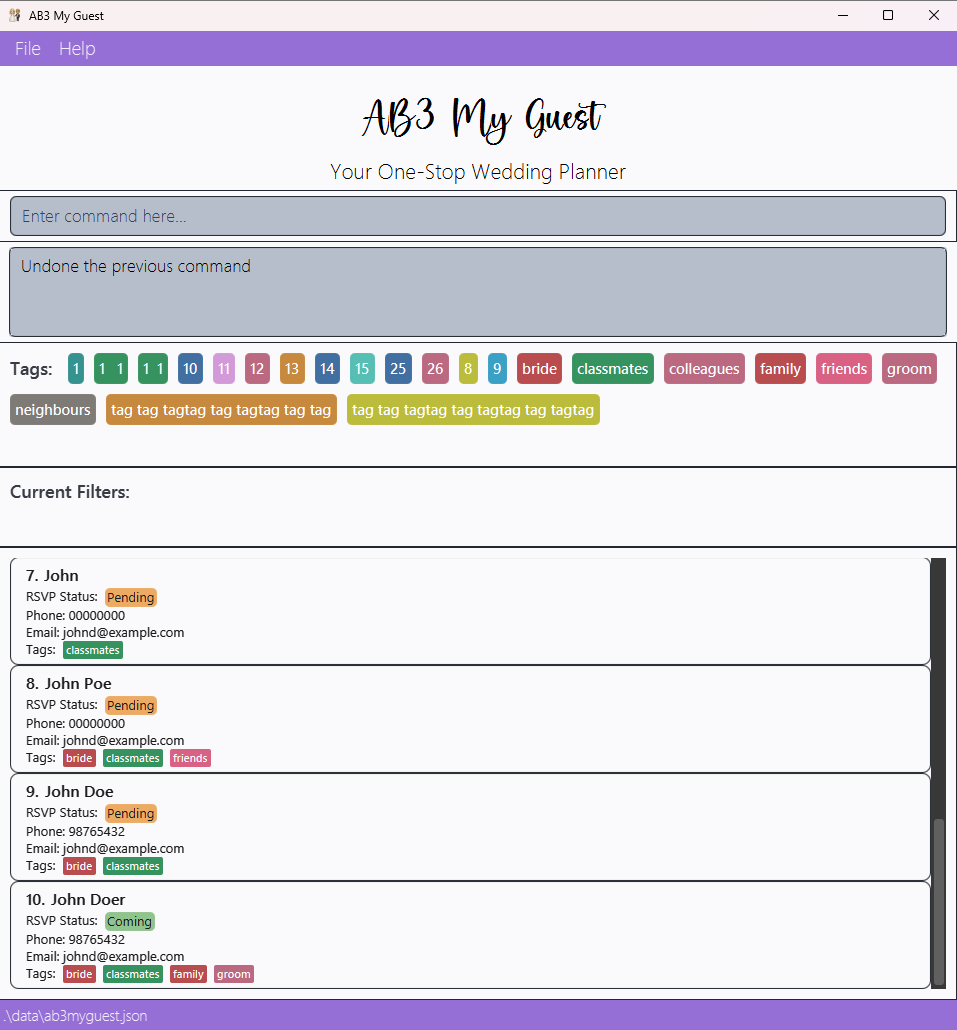 AB3 My Guest
File Help
AB3 My Guest
Your One-Stop Wedding Planner
Enter command here...
Undone the previous command
Tags: 1 1  1 1 1 10 11 12 13 14 15 25 26 8 9 bride classmates colleagues family friends groom
neighbours tag tag tagtag tag tagtag tag tag tag tag tagtag tag tagtag tag tagtag
Current Filters:
7. John
RSVP Status: Pending
Phone: 00000000
Email: johnd@example.com
Tags: classmates
8. John Poe
RSVP Status: Pending
Phone: 00000000
Email: johnd@example.com
Tags: bride classmates friends
9. John Doe
RSVP Status: Pending
Phone: 98765432
Email: johnd@example.com
Tags: bride classmates
10. John Doer
RSVP Status: Coming
Phone: 98765432
Email: johnd@example.com
Tags: bride classmates family groom
.\data\ab3myguest.json